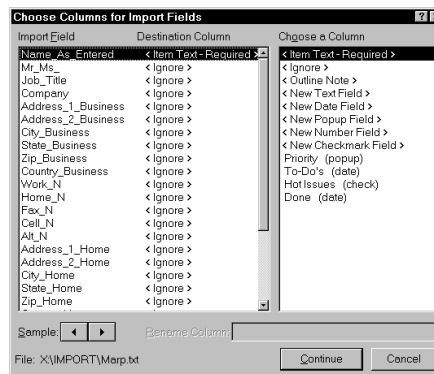 Choose Columns for Import Fields
Import Field Destination Column
Name_As_Entered < Item Text - Required >
Mr_Ms_ < Ignore >
Job_Title < Ignore >
Company < Ignore >
Address_1_Business < Ignore >
Address_2_Business < Ignore >
City_Business < Ignore >
State_Business < Ignore >
Zip_Business < Ignore >
Country_Business < Ignore >
Work_N < Ignore >
Home_N < Ignore >
Fax_N < Ignore >
Cell_N < Ignore >
Alt_N < Ignore >
Address_1_Home < Ignore >
Address_2_Home < Ignore >
City_Home < Ignore >
State_Home < Ignore >
Zip_Home < Ignore >
Choose a Column
< Item Text - Required >
< Ignore >
< Outline Note >
< New Text Field >
< New Date Field >
< New Popup Field >
< New Number Field >
< New Checkmark Field >
Priority (popup)
To-Do's (date)
Hot Issues (check)
Done (date)
Sample: Rename Column:
File: X:\IMPORT\Marp.txt Continue Cancel